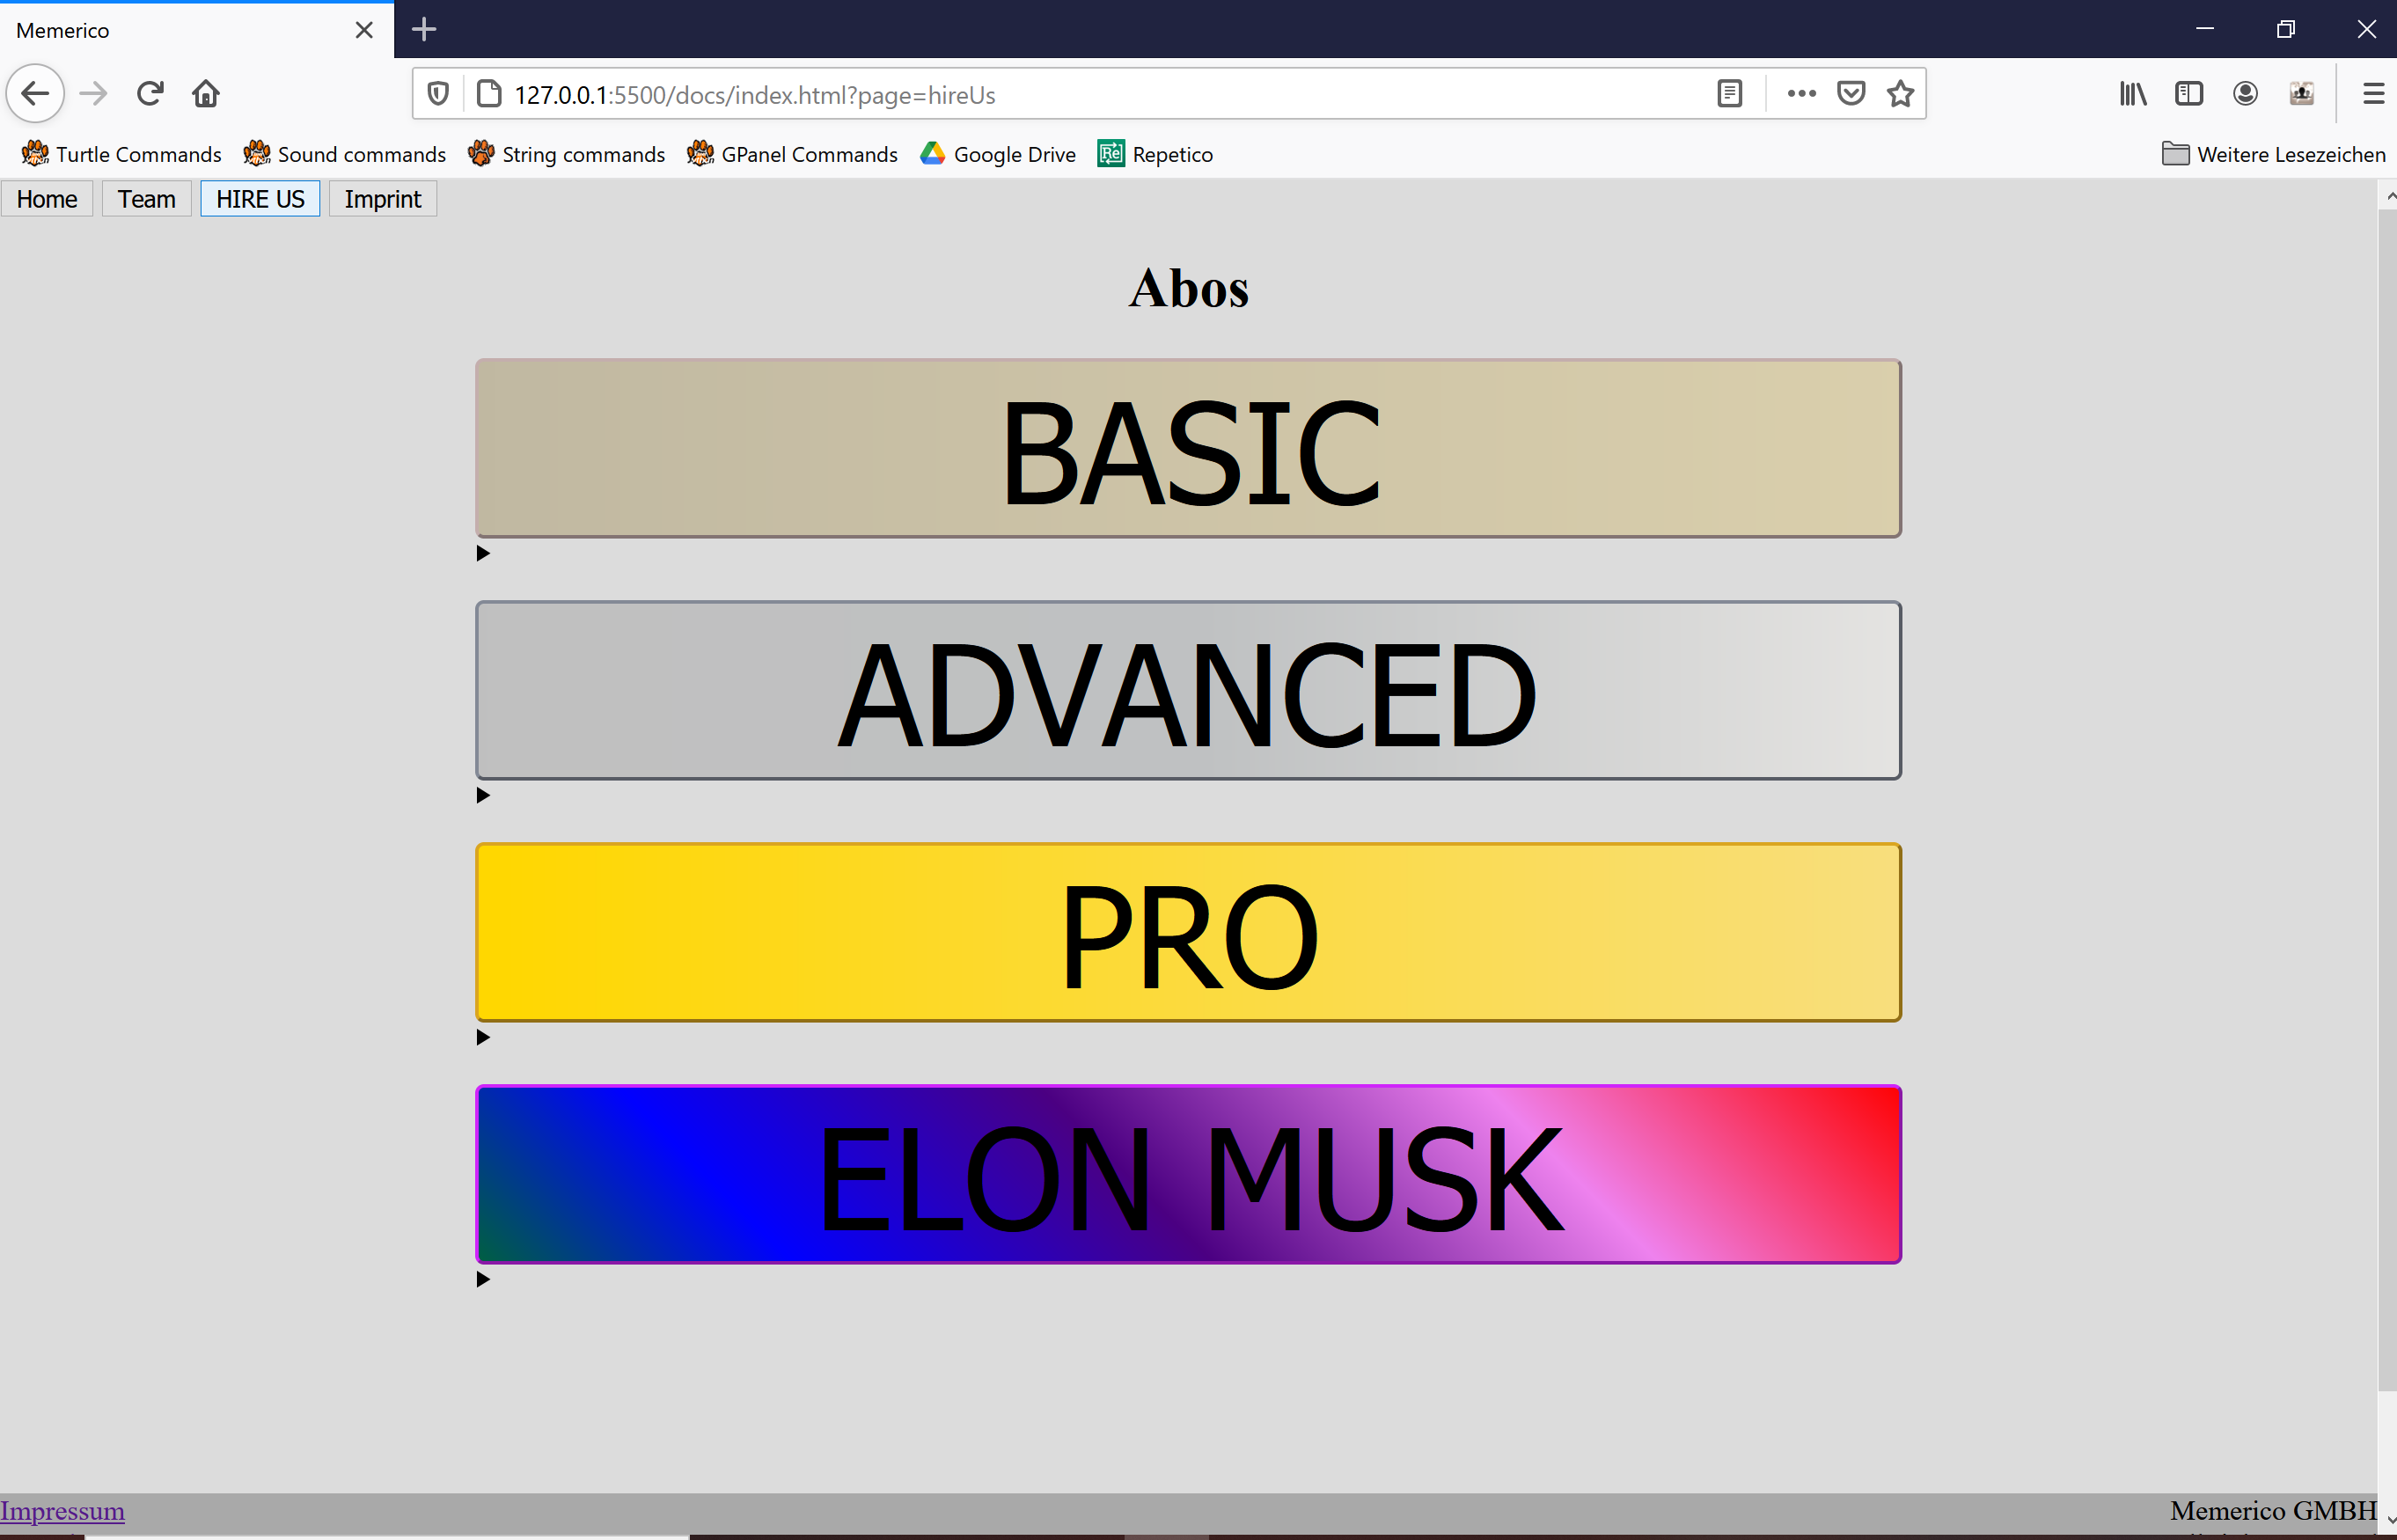 Memerico
127.0.0.1:5500/docs/index.html?page=hireUs
Turtle Commands Sound commands String commands GPanel Commands Google Drive Repetico Weitere Lesezeichen
Home Team HIRE US Imprint
Abos
BASIC
ADVANCED
PRO
ELON MUSK
Impressum Memerico GMBH